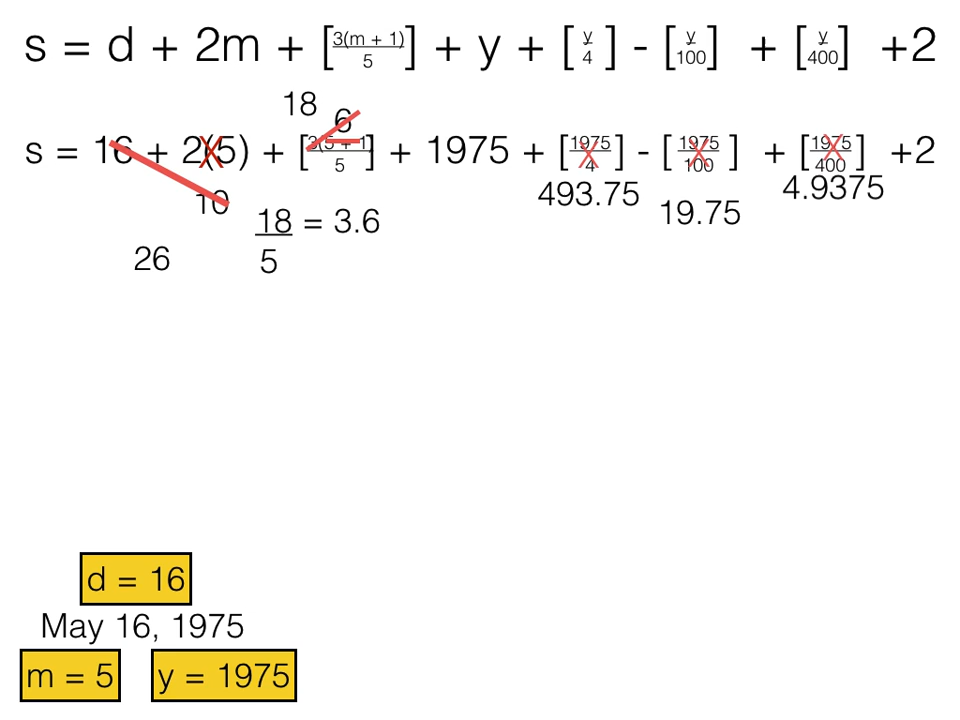 s = d + 2m + [3(m + 1)/5] + y + [y/4] - [y/100] + [y/400] +2
18
6
s = 16 + 2(5) + [3(5 + 1)/5] + 1975 + [1975/4] - [1975/100] + [1975/400] +2
10
493.75
19.75
4.9375
26
18/5 = 3.6
d = 16
May 16, 1975
m = 5
y = 1975